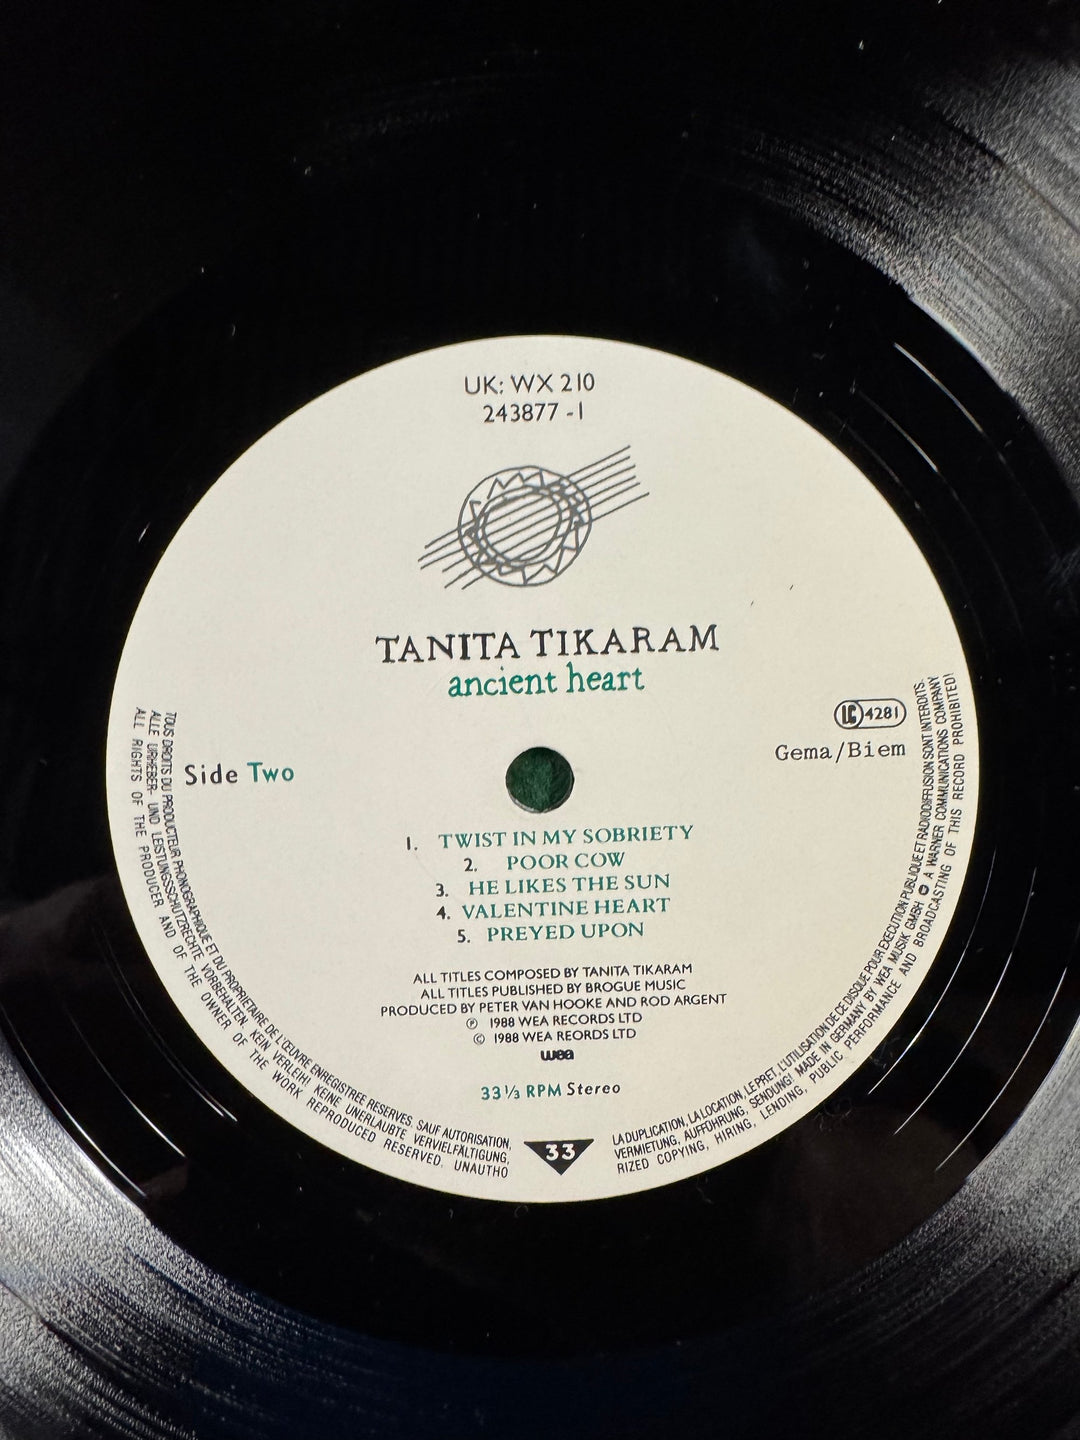 UK: WX 210
243877 - 1
TANITA TIKARAM
ancient heart
LC 4281
Gema/Biem
Side Two
1. TWIST IN MY SOBRIETY
2. POOR COW
3. HE LIKES THE SUN
4. VALENTINE HEART
5. PREYED UPON
ALL TITLES COMPOSED BY TANITA TIKARAM
ALL TITLES PUBLISHED BY BROGUE MUSIC
PRODUCED BY PETER VAN HOOKE AND ROD ARGENT
℗ 1988 WEA RECORDS LTD
© 1988 WEA REORDS LTD
wea
33⅓ RPM Stereo
33
TOUS DROITS DU PRODUCTEUR PHONOGRAPHIQUE ET DU PROPRIETAIRE DE L'ŒUVRE ENREGISTREE RESERVES. SAUF AUTORISATION, LA DUPLICATION, LA LOCATION, LE PRET, L'UTILISATION DE CE DISQUE POUR EXECUTION PUBLIQUE ET RADIODIFFUSION SONT INTERDITS.
ALLE URHEBER- UND LEISTUNGSSCHUTZRECHTE VORBEHALTEN. KEIN VERLEIH! KEINE UNERLAUBTE VERVIELFÄLTIGUNG, VERMIETUNG, AUFFÜHRUNG, SENDUNG! MADE IN GERMANY BY WEA MUSIK GMBH A WARNER COMMUNICATIONS COMPANY
ALL RIGHTS OF THE PRODUCER AND OF THE OWNER OF THE WORK REPRODUCED RESERVED. UNAUTHORIZED COPYING, HIRING, LENDING, PUBLIC PERFORMANCE AND BROADCASTING OF THIS RECORD PROHIBITED!